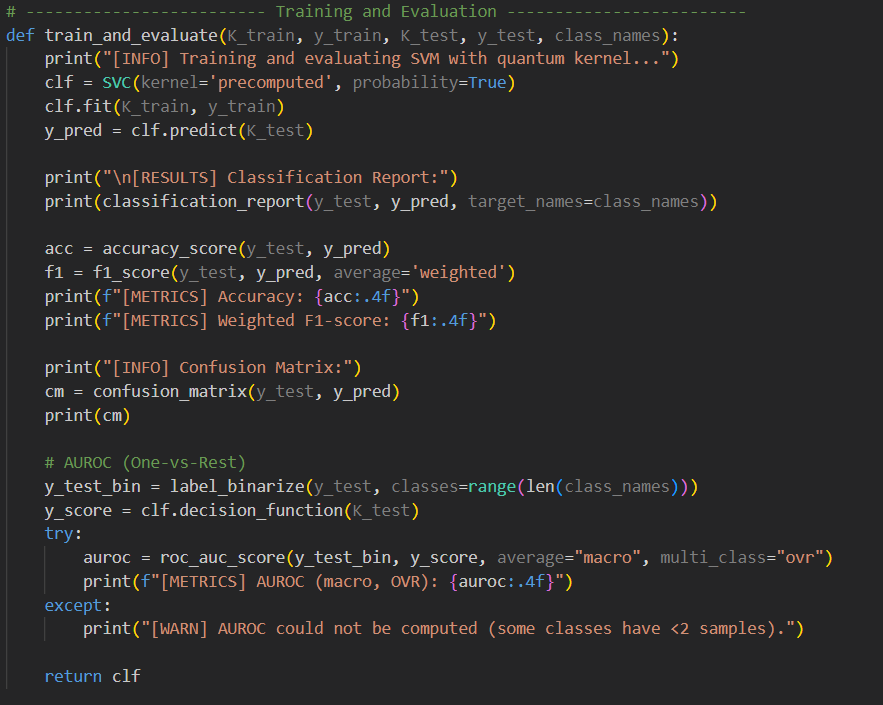 # ------------------------- Training and Evaluation -------------------------
def train_and_evaluate(K_train, y_train, K_test, y_test, class_names):
    print("[INFO] Training and evaluating SVM with quantum kernel...")
    clf = SVC(kernel='precomputed', probability=True)
    clf.fit(K_train, y_train)
    y_pred = clf.predict(K_test)

    print("\n[RESULTS] Classification Report:")
    print(classification_report(y_test, y_pred, target_names=class_names))

    acc = accuracy_score(y_test, y_pred)
    f1 = f1_score(y_test, y_pred, average='weighted')
    print(f"[METRICS] Accuracy: {acc:.4f}")
    print(f"[METRICS] Weighted F1-score: {f1:.4f}")

    print("[INFO] Confusion Matrix:")
    cm = confusion_matrix(y_test, y_pred)
    print(cm)

    # AUROC (One-vs-Rest)
    y_test_bin = label_binarize(y_test, classes=range(len(class_names)))
    y_score = clf.decision_function(K_test)
    try:
        auroc = roc_auc_score(y_test_bin, y_score, average="macro", multi_class="ovr")
        print(f"[METRICS] AUROC (macro, OVR): {auroc:.4f}")
    except:
        print("[WARN] AUROC could not be computed (some classes have <2 samples).")

    return clf